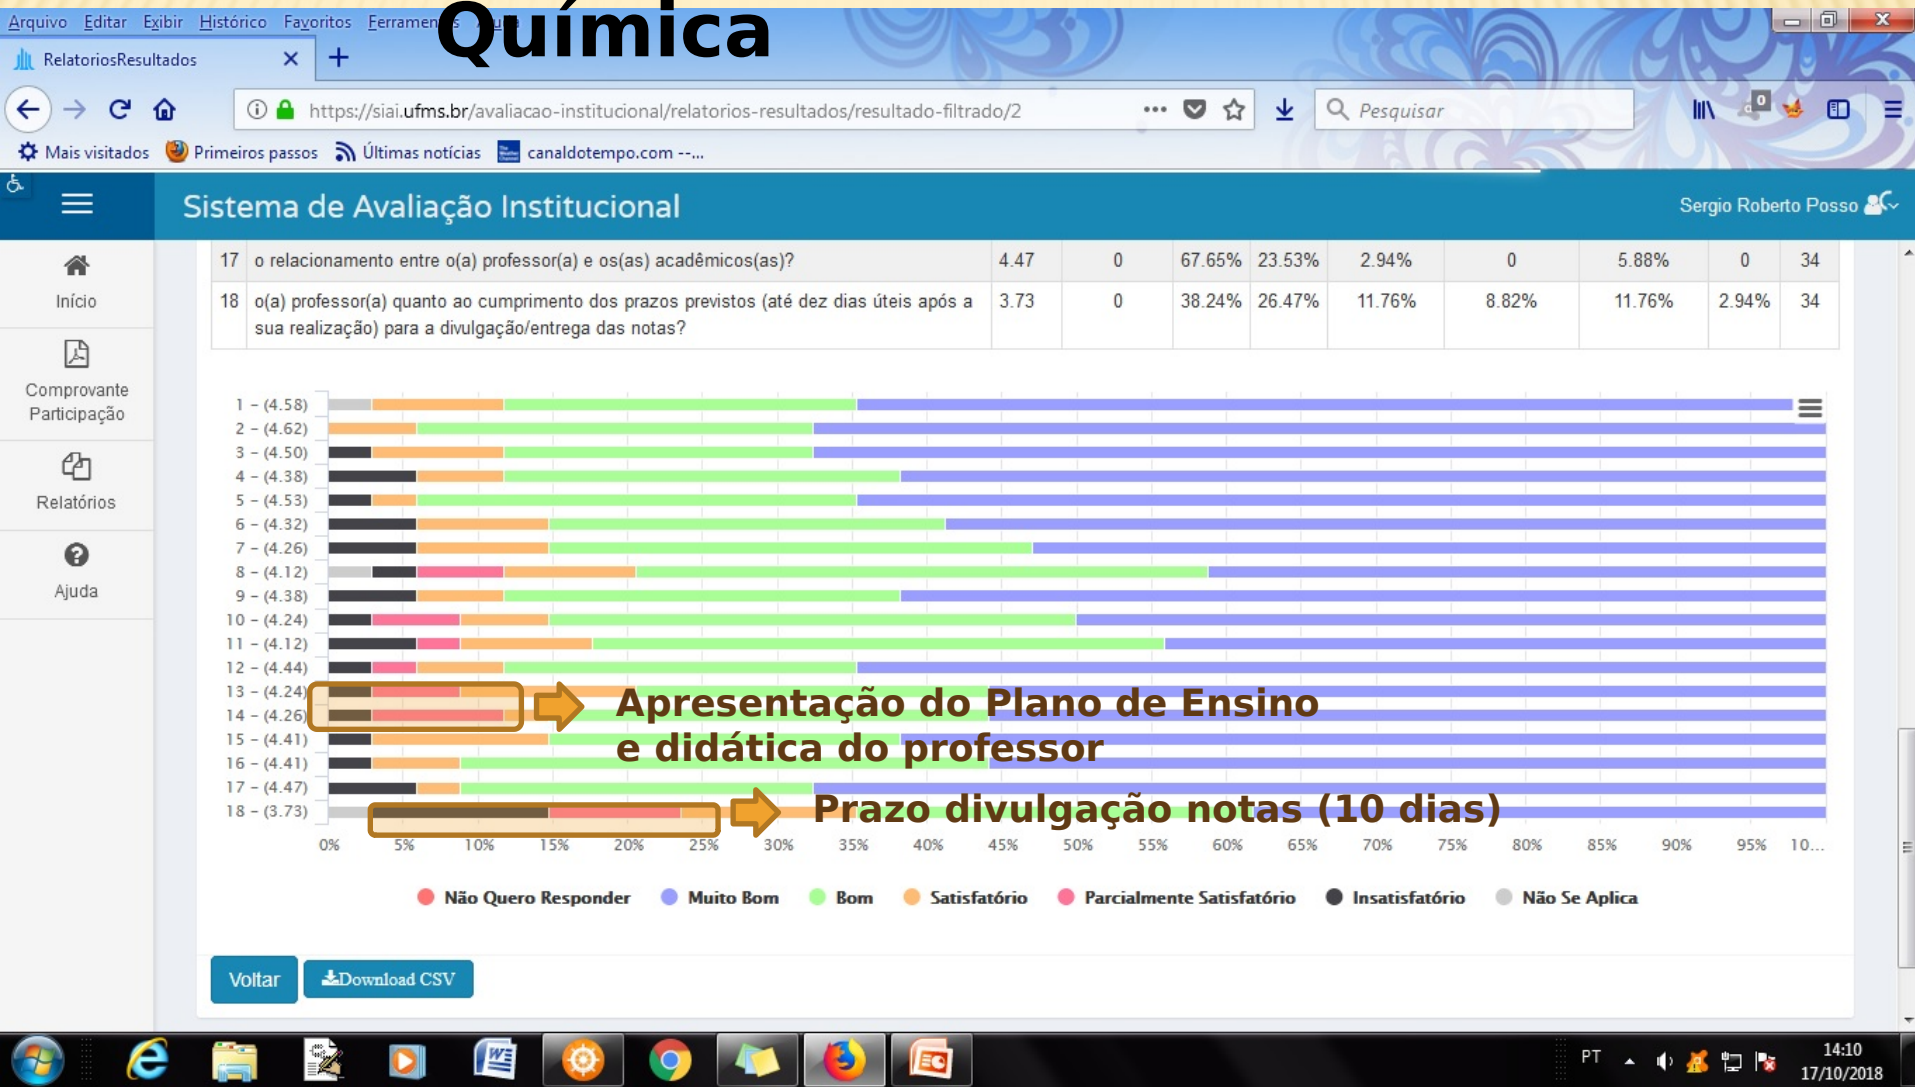 Química
Arquivo Editar Exibir Histórico Favoritos
RelatoriosResultados
https://siai.ufms.br/avaliacao-institucional/relatorios-resultados/resultado-filtrado/2
Pesquisar
0
Mais visitados Primeiros passos Últimas notícias canaldotempo.com --...
Sistema de Avaliação Institucional
Sergio Roberto Posso
Início
Comprovante
Participação
Relatórios
Ajuda
17 o relacionamento entre o(a) professor(a) e os(as) acadêmicos(as)? 4.47 0 67.65% 23.53% 2.94% 0 5.88% 0 34
18 o(a) professor(a) quanto ao cumprimento dos prazos previstos (até dez dias úteis após a 3.73 0 38.24% 26.47% 11.76% 8.82% 11.76% 2.94% 34
sua realização) para a divulgação/entrega das notas?
1 - (4.58)
2 - (4.62)
3 - (4.50)
4 - (4.38)
5 - (4.53)
6 - (4.32)
7 - (4.26)
8 - (4.12)
9 - (4.38)
10 - (4.24)
11 - (4.12)
12 - (4.44)
13 - (4.24)
14 - (4.26)
15 - (4.41)
16 - (4.41)
17 - (4.47)
18 - (3.73)
Apresentação do Plano de Ensino
e didática do professor
Prazo divulgação notas (10 dias)
0% 5% 10% 15% 20% 25% 30% 35% 40% 45% 50% 55% 60% 65% 70% 75% 80% 85% 90% 95% 10...
Não Quero Responder Muito Bom Bom Satisfatório Parcialmente Satisfatório Insatisfatório Não Se Aplica
Voltar Download CSV
PT
14:10
17/10/2018